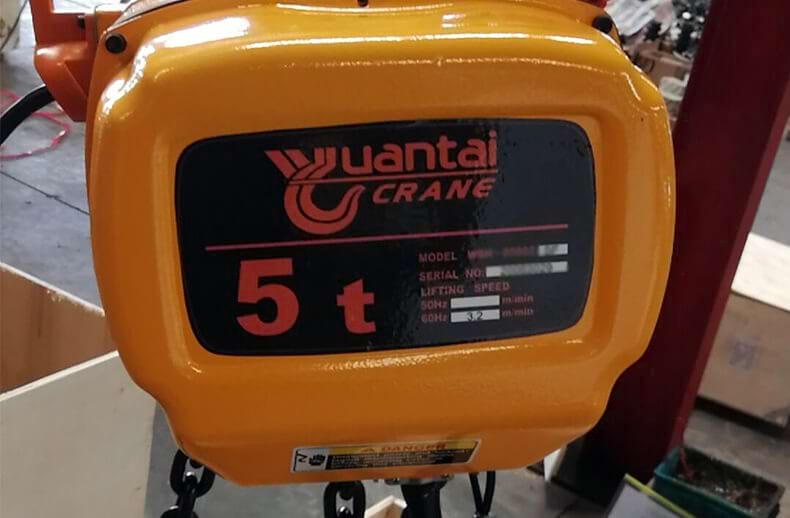 Yuantai
CRANE
5 t
MODEL
SERIAL NO:
LIFTING SPEED
50Hz m/min
60Hz 3.2 m/min
DANGER